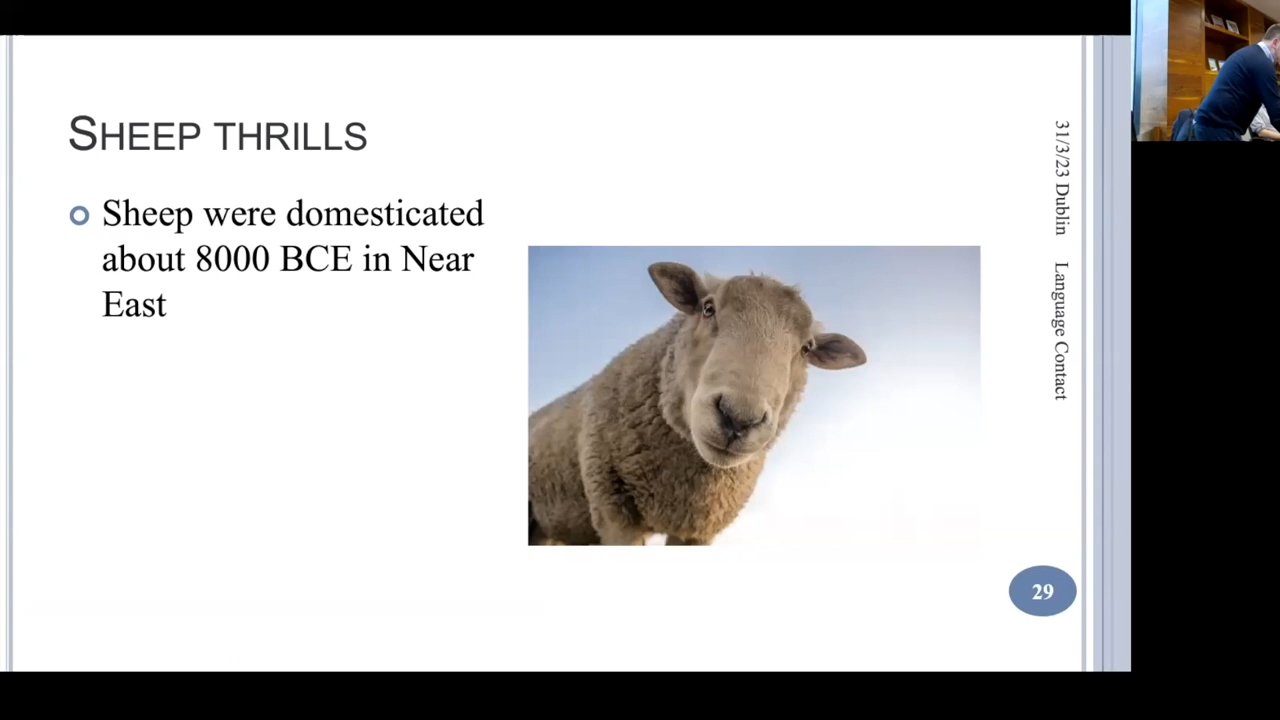 SHEEP THRILLS
Sheep were domesticated
about 8000 BCE in Near
East
31/3/23 Dublin Language Contact
29